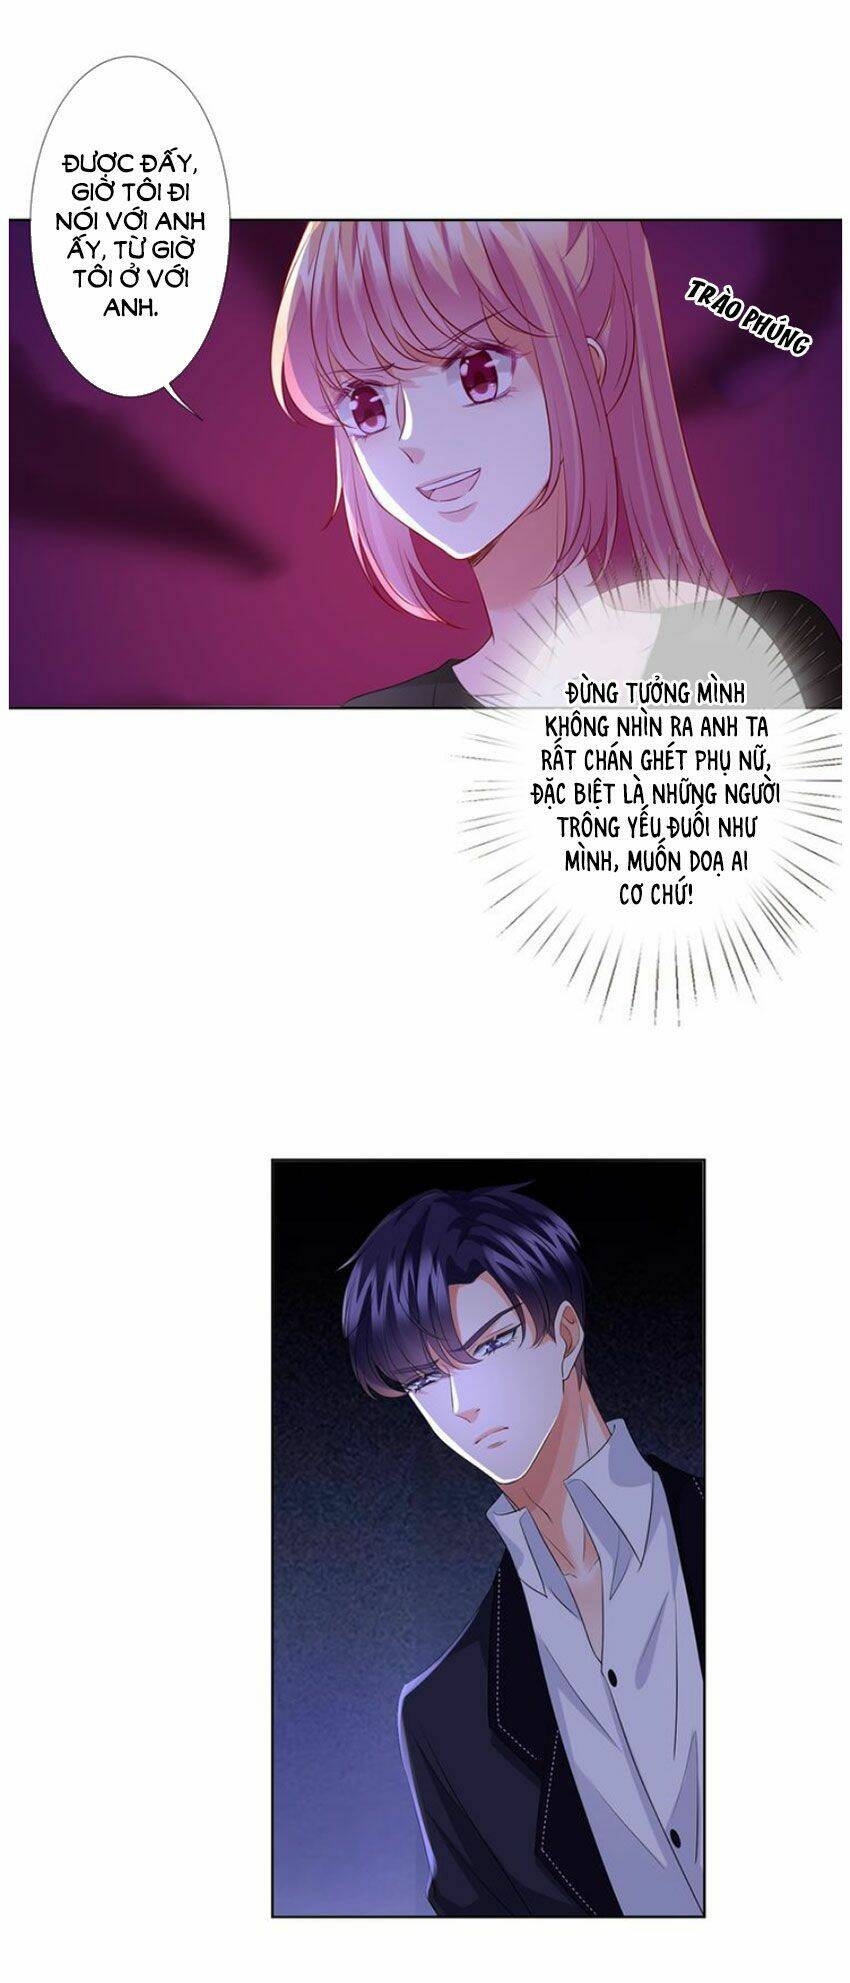 ĐƯỢC ĐẤY,
GIỜ TÔI ĐI
NÓI VỚI ANH
ẤY, TỪ GIỜ
TÔI Ở VỚI
ANH.
TRÀO PHÚNG
ĐỪNG TƯỞNG MÌNH
KHÔNG NHÌN RA ANH TA
RẤT CHÁN GHÉT PHỤ NỮ,
ĐẶC BIỆT LÀ NHỮNG NGƯỜI
TRÔNG YẾU ĐUỐI NHƯ
MÌNH, MUỐN DOẠ AI
CƠ CHỨ!